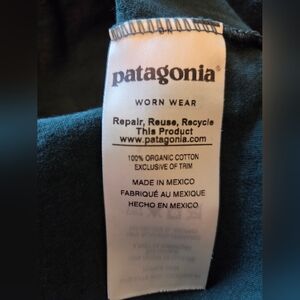 patagonia®
WORN WEAR
Repair, Reuse, Recycle
This Product
www.patagonia.com
100% ORGANIC COTTON
EXCLUSIVE OF TRIM
MADE IN MEXICO
FABRIQUÉ AU MEXIQUE
HECHO EN MEXICO